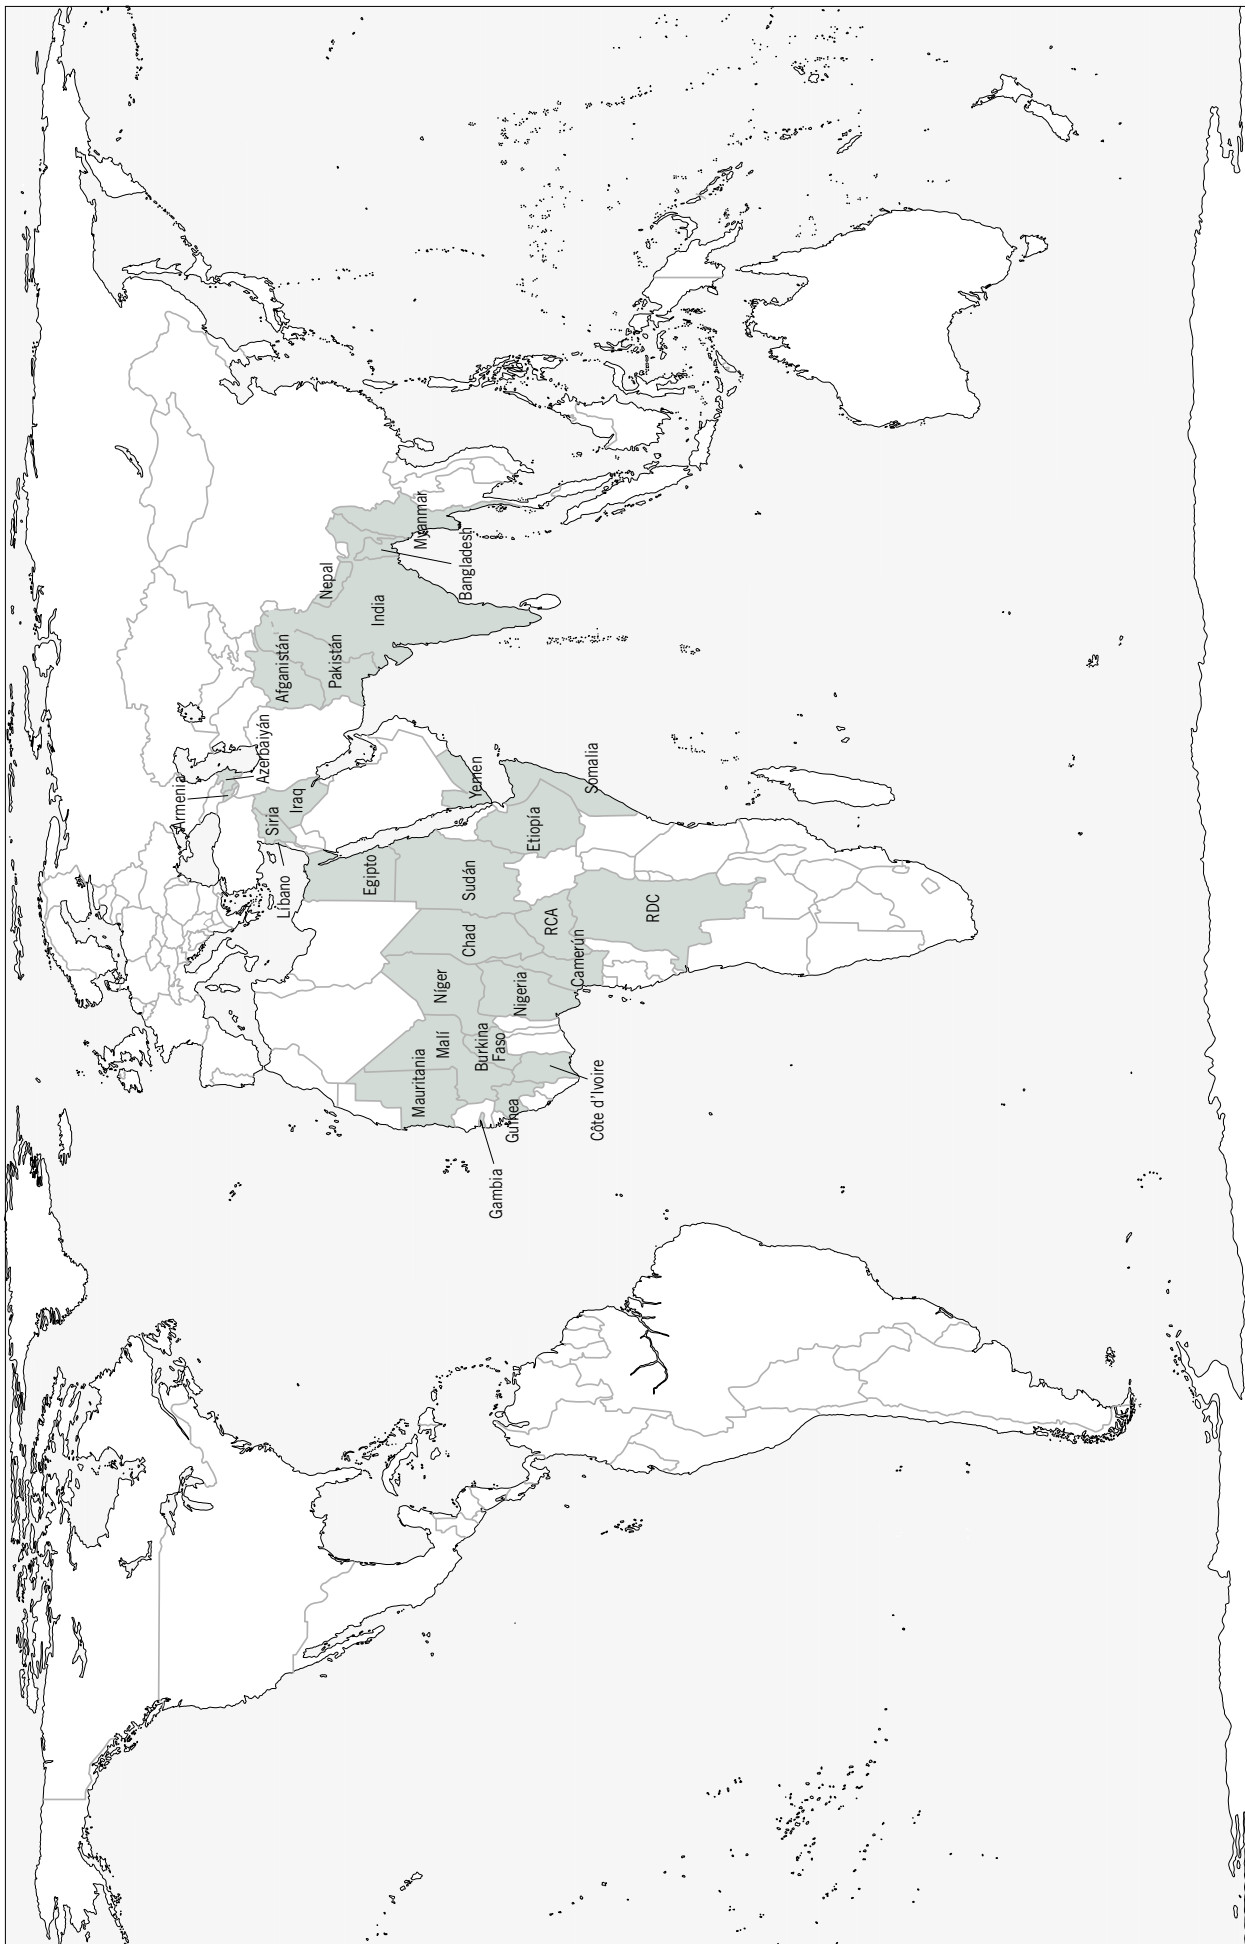 Armenia
Azerbaiyán
Siria
Iraq
Líbano
Afganistán
Pakistán
Nepal
India
Bangladesh
Myanmar
Egipto
Yemen
Mauritania
Malí
Níger
Chad
Sudán
Etiopía
Somalia
Gambia
Guinea
Burkina
Faso
Nigeria
RCA
Camerún
Côte d'Ivoire
RDC